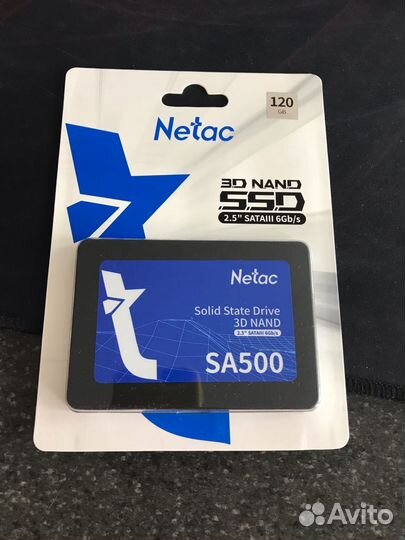 120
GB
Netac
3D NAND
SSD
2.5" SATAIII 6Gb/s
Netac
Solid State Drive
3D NAND
2.5" SATAIII 6Gb/s
SA500
Avito